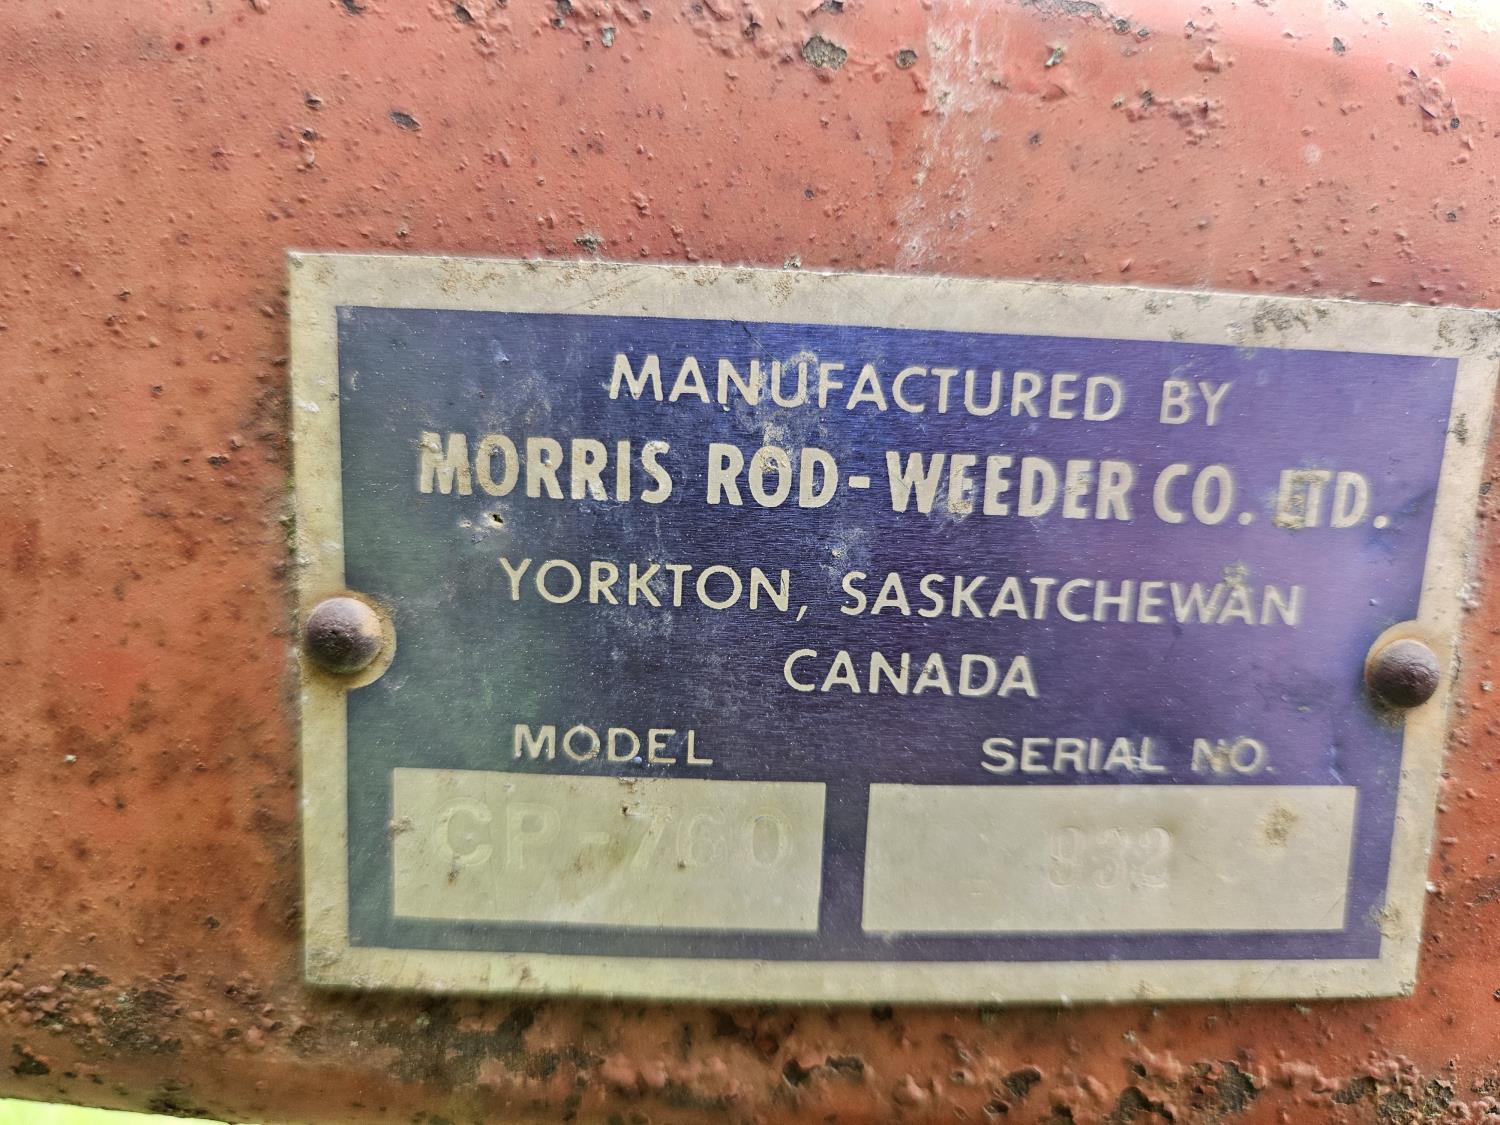 MANUFACTURED BY
MORRIS ROD-WEEDER CO. LTD.
YORKTON, SASKATCHEWAN
CANADA
MODEL SERIAL NO.
CP-760 932